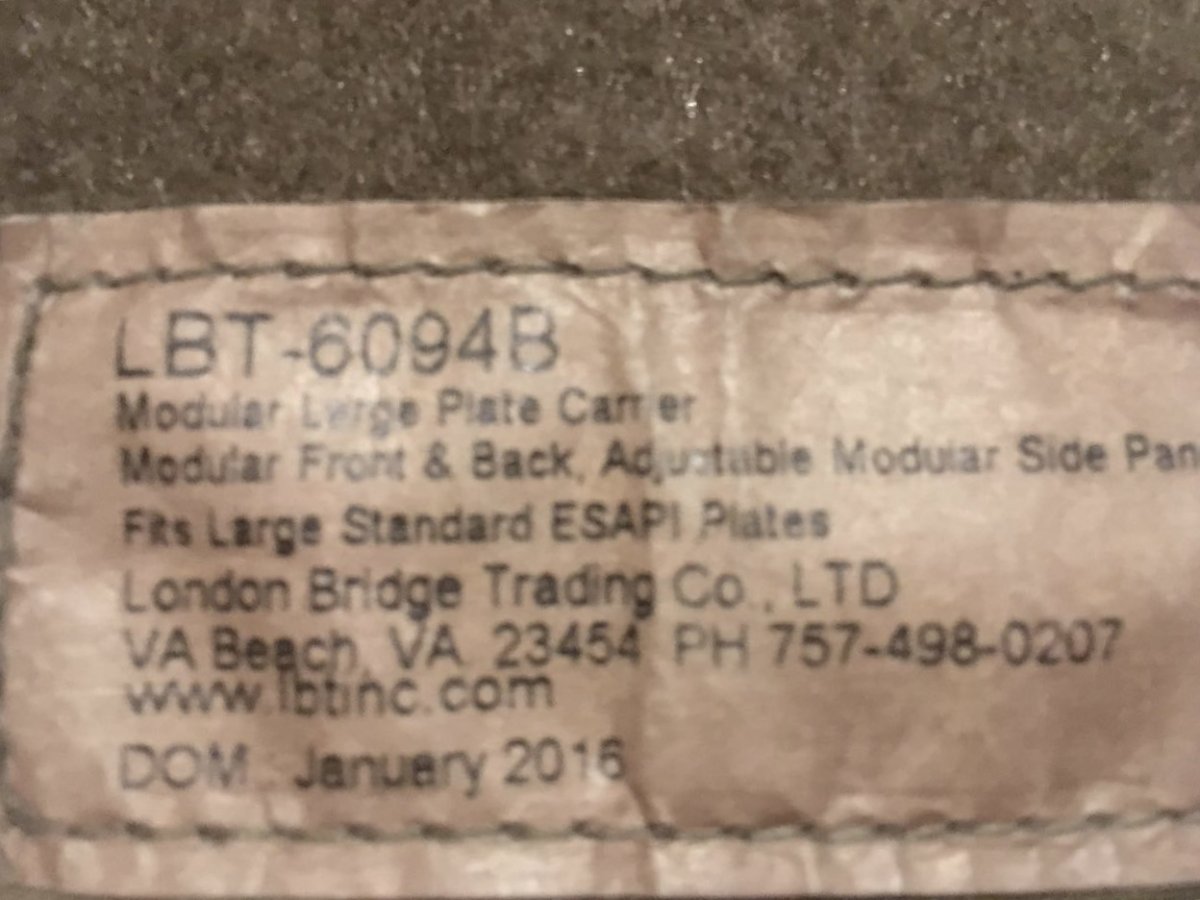 LBT-6094B
Modular Large Plate Carrier
Modular Front & Back, Adjustable Modular Side Pan
Fits Large Standard ESAPI Plates
London Bridge Trading Co., LTD
VA Beach, VA 23454 PH 757-498-0207
www.lbtinc.com
DOM: January 2016